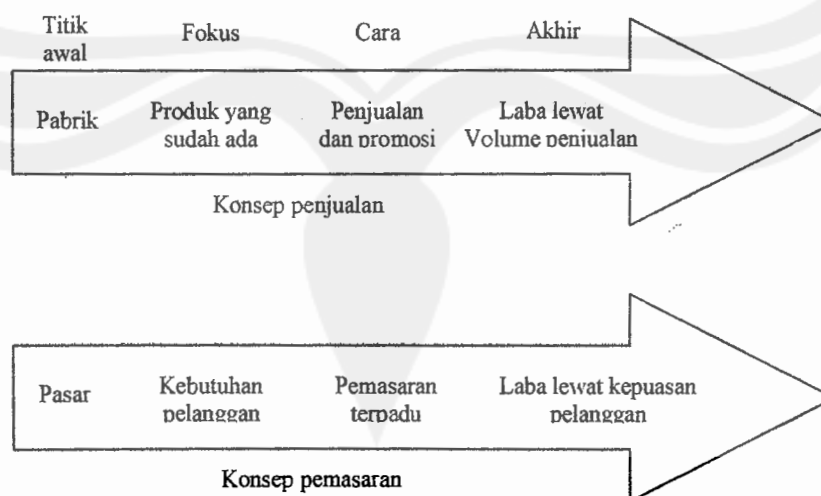 Titik awal Fokus Cara Akhir
Pabrik Produk yang sudah ada Penjualan dan promosi Laba lewat Volume penjualan
Konsep penjualan
Pasar Kebutuhan pelanggan Pemasaran terpadu Laba lewat kepuasan pelanggan
Konsep pemasaran